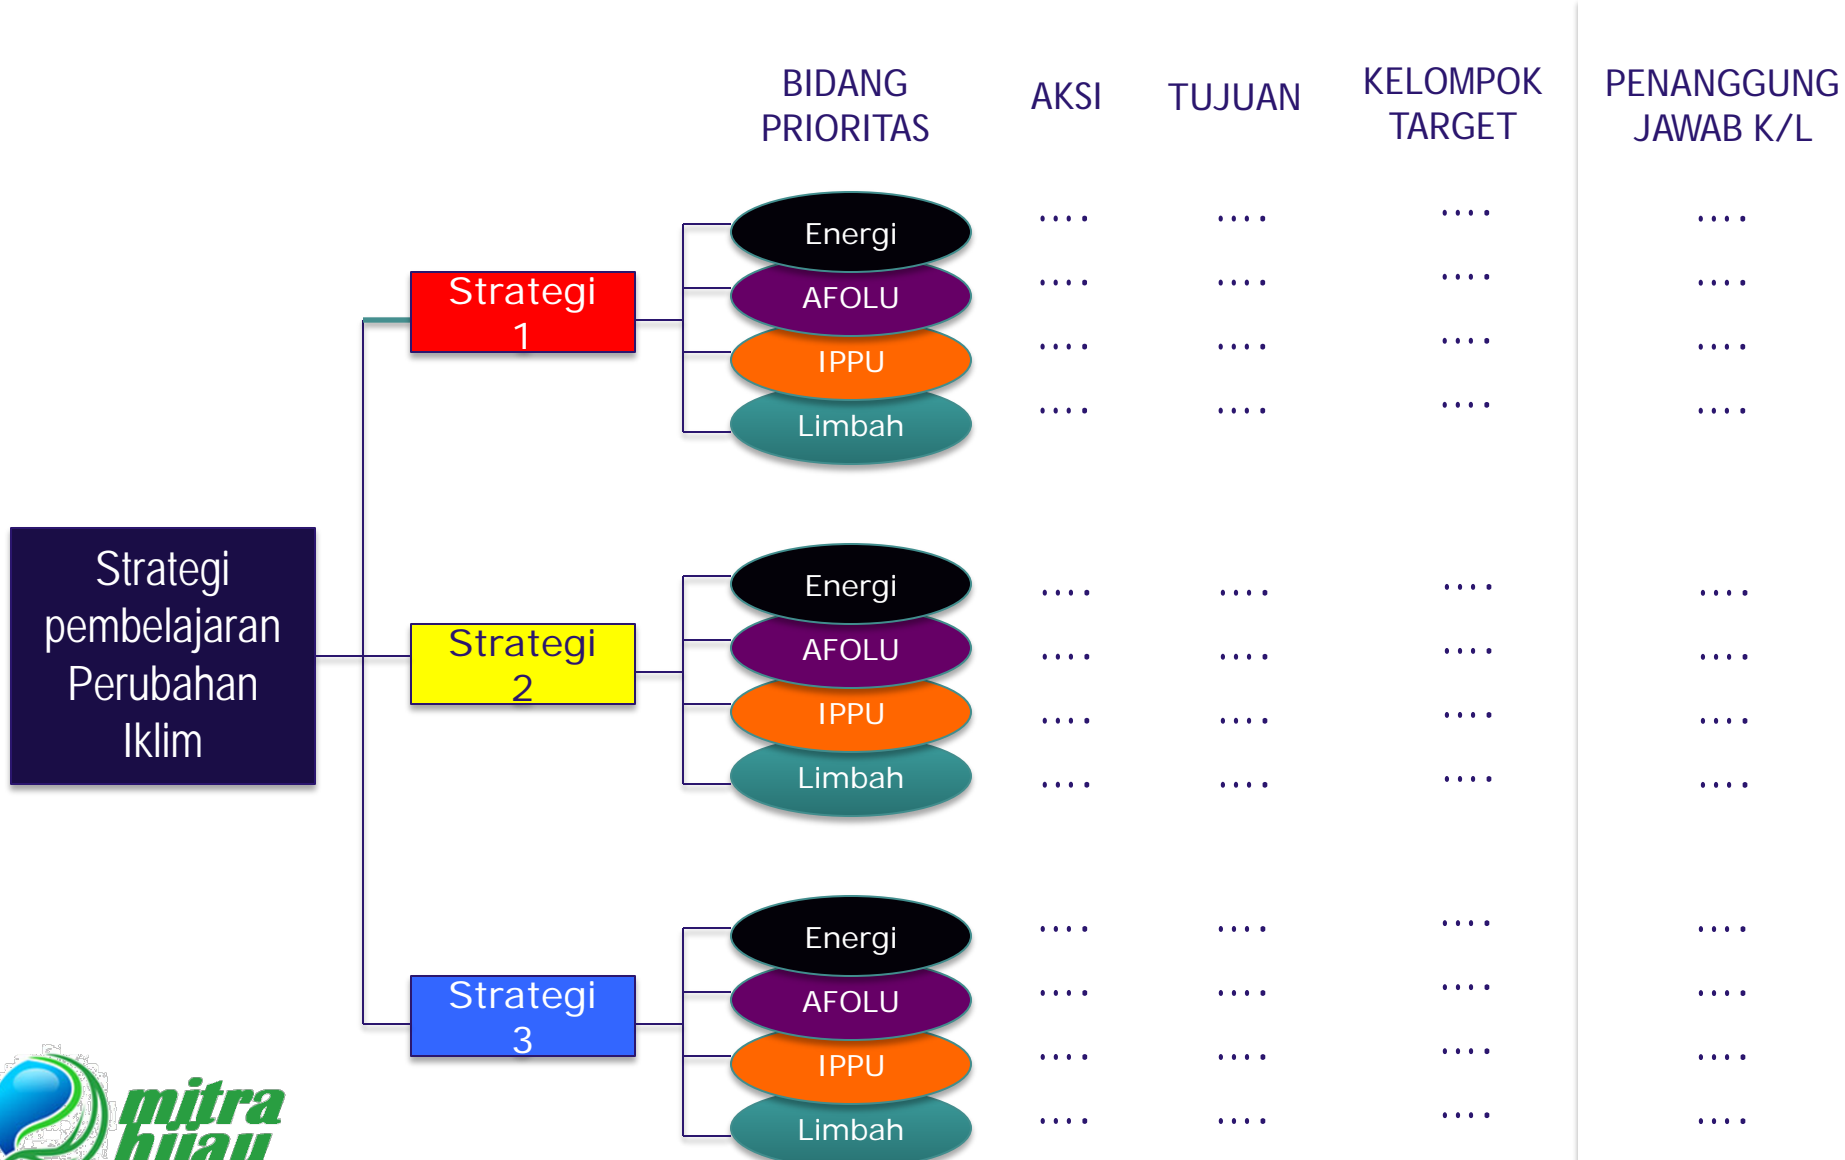 BIDANG
PRIORITAS
AKSI
TUJUAN
KELOMPOK
TARGET
PENANGGUNG
JAWAB K/L
Strategi
pembelajaran
Perubahan
Iklim
Strategi
1
Energi .... .... .... ....
AFOLU .... .... .... ....
IPPU .... .... .... ....
Limbah .... .... .... ....
Strategi
2
Energi .... .... .... ....
AFOLU .... .... .... ....
IPPU .... .... .... ....
Limbah .... .... .... ....
Strategi
3
Energi .... .... .... ....
AFOLU .... .... .... ....
IPPU .... .... .... ....
Limbah .... .... .... ....
mitra
hijau